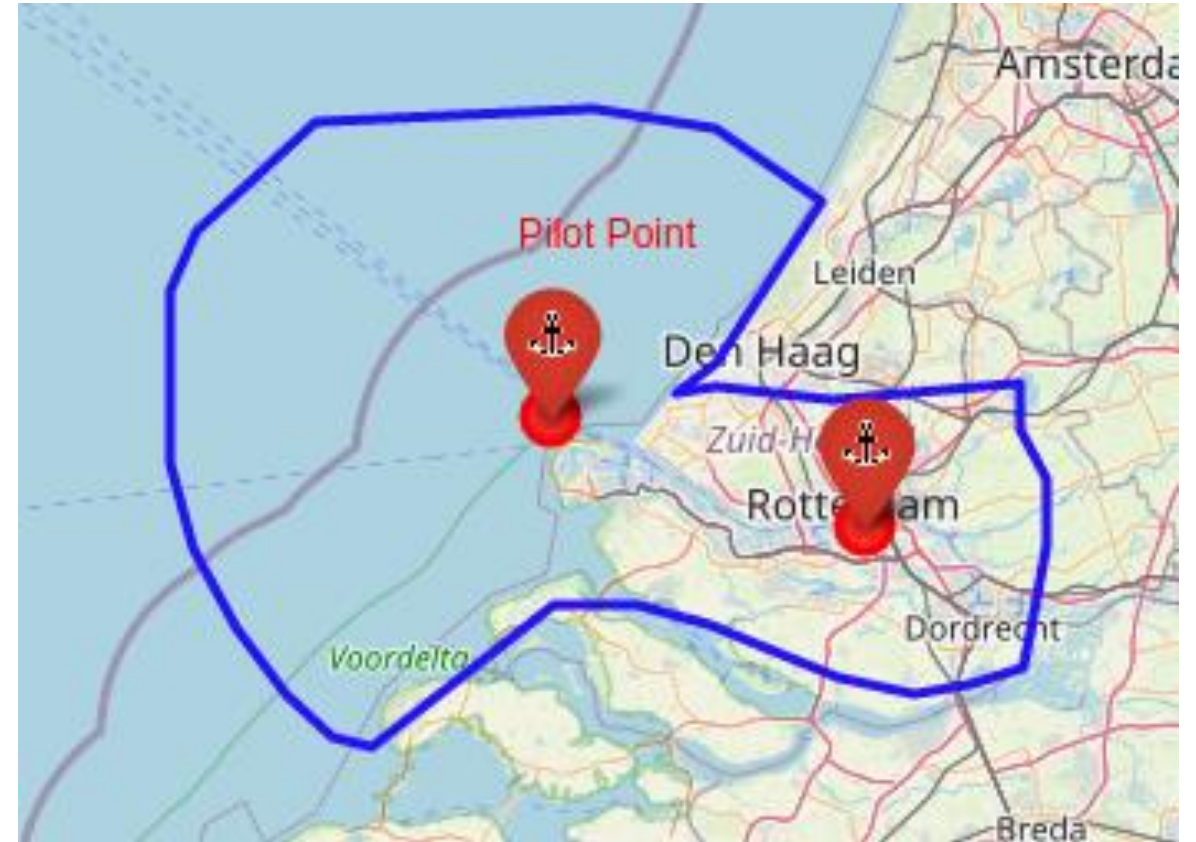 Amsterda
Pilot Point
Leiden
Den Haag
Zuid-H
Rotte am
Dordrecht
Voordelta
Breda